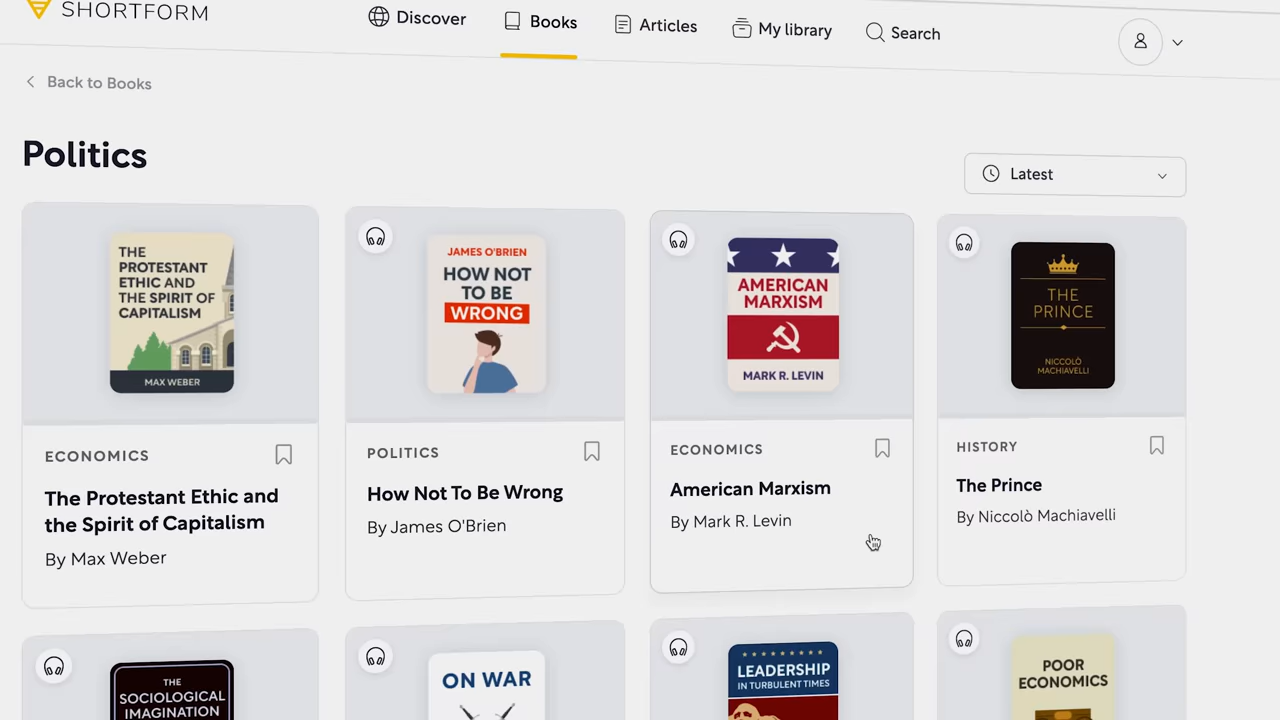 SHORTFORM
Discover
Books
Articles
My library
Search
Back to Books
Politics
Latest
THE
PROTESTANT
ETHIC AND
THE SPIRIT OF
CAPITALISM
MAX WEBER
JAMES O'BRIEN
HOW NOT
TO BE
WRONG
AMERICAN
MARXISM
MARK R. LEVIN
THE
PRINCE
NICCOLÒ
MACHIAVELLI
ECONOMICS
The Protestant Ethic and
the Spirit of Capitalism
By Max Weber
POLITICS
How Not To Be Wrong
By James O'Brien
ECONOMICS
American Marxism
By Mark R. Levin
HISTORY
The Prince
By Niccolò Machiavelli
THE
SOCIOLOGICAL
IMAGINATION
ON WAR
LEADERSHIP
IN TURBULENT TIMES
POOR
ECONOMICS